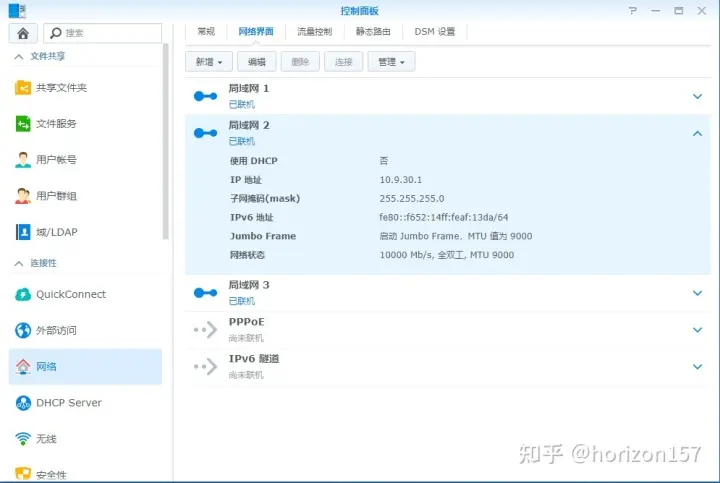 控制面板
搜索
文件共享
共享文件夹
文件服务
用户帐号
用户群组
域/LDAP
连接性
QuickConnect
外部访问
网络
DHCP Server
无线
安全性
常规 网络界面 流量控制 静态路由 DSM 设置
新增 编辑 删除 连接 管理
局域网 1
已联机
局域网 2
已联机
使用 DHCP 否
IP 地址 10.9.30.1
子网掩码(mask) 255.255.255.0
IPv6 地址 fe80::f652:14ff:feaf:13da/64
Jumbo Frame 启动 Jumbo Frame，MTU 值为 9000
网络状态 10000 Mb/s, 全双工, MTU 9000
局域网 3
已联机
PPPoE
尚未联机
IPv6 隧道
尚未联机
知乎 @horizon157